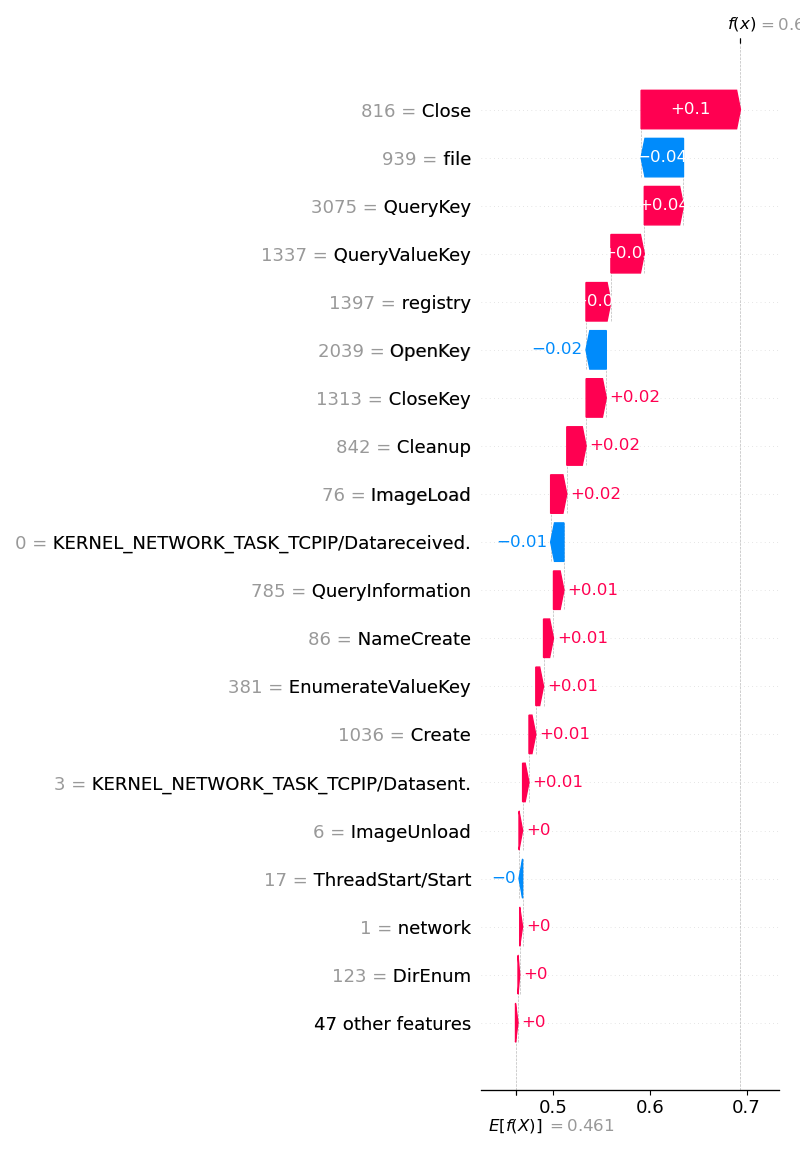 f(x) = 0.6
816 = Close +0.1
939 = file −0.04
3075 = QueryKey +0.04
1337 = QueryValueKey +0.0
1397 = registry +0.0
2039 = OpenKey −0.02
1313 = CloseKey +0.02
842 = Cleanup +0.02
76 = ImageLoad +0.02
0 = KERNEL_NETWORK_TASK_TCPIP/Datareceived. −0.01
785 = QueryInformation +0.01
86 = NameCreate +0.01
381 = EnumerateValueKey +0.01
1036 = Create +0.01
3 = KERNEL_NETWORK_TASK_TCPIP/Datasent. +0.01
6 = ImageUnload +0
17 = ThreadStart/Start −0
1 = network +0
123 = DirEnum +0
47 other features +0
0.5 0.6 0.7
E[f(X)] = 0.461